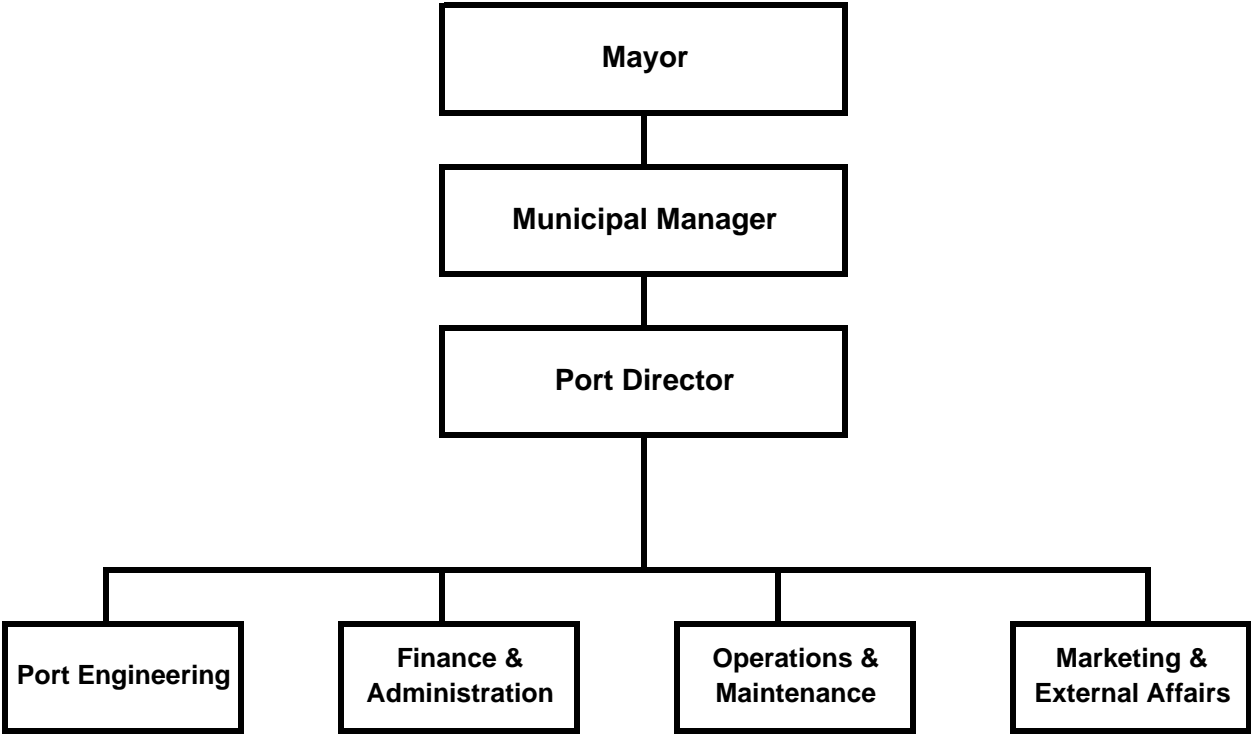 Mayor
Municipal Manager
Port Director
Port Engineering
Finance &
Administration
Operations &
Maintenance
Marketing &
External Affairs